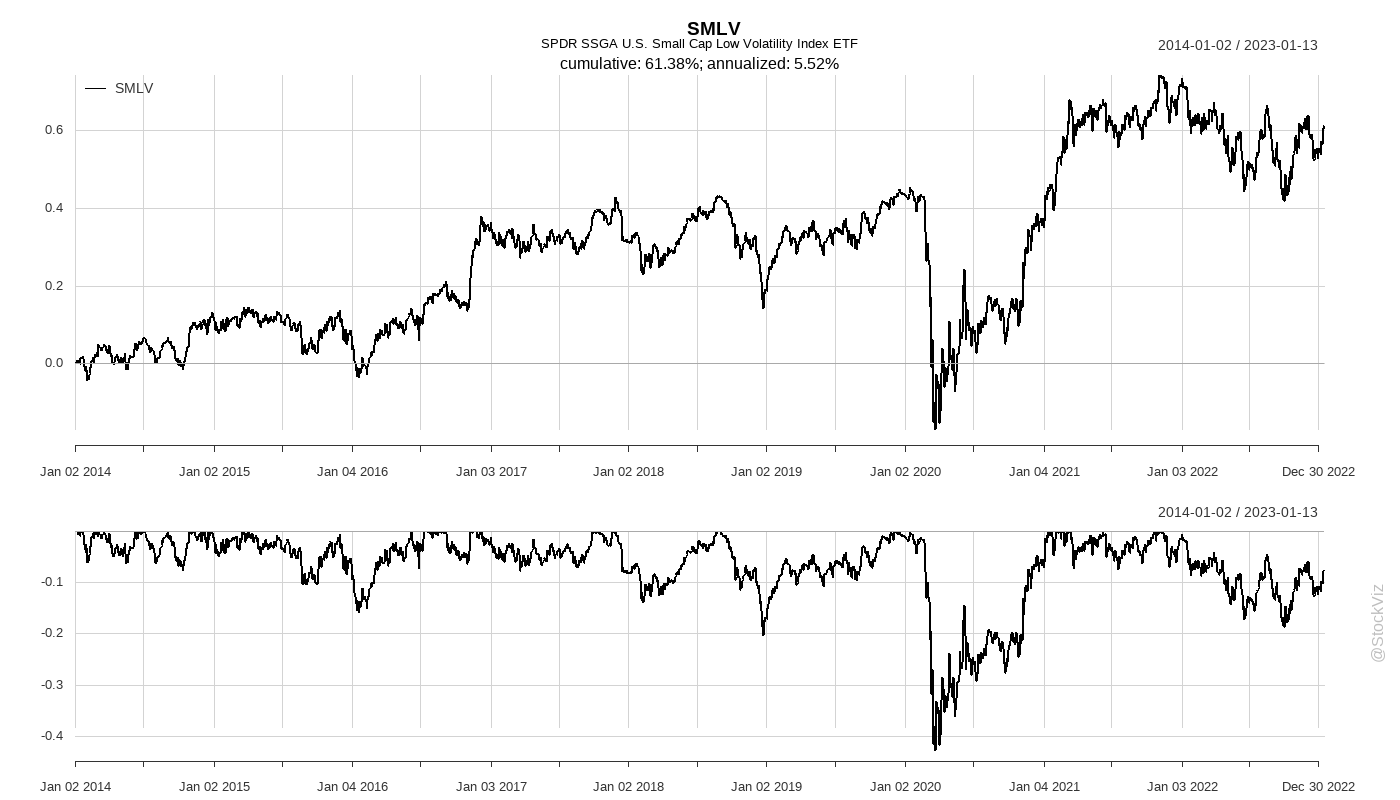 SMLV
SPDR SSGA U.S. Small Cap Low Volatility Index ETF
cumulative: 61.38%; annualized: 5.52%
2014-01-02 / 2023-01-13
SMLV
0.6
0.4
0.2
0.0
Jan 02 2014 Jan 02 2015 Jan 04 2016 Jan 03 2017 Jan 02 2018 Jan 02 2019 Jan 02 2020 Jan 04 2021 Jan 03 2022 Dec 30 2022
2014-01-02 / 2023-01-13
-0.1
-0.2
-0.3
-0.4
Jan 02 2014 Jan 02 2015 Jan 04 2016 Jan 03 2017 Jan 02 2018 Jan 02 2019 Jan 02 2020 Jan 04 2021 Jan 03 2022 Dec 30 2022
@StockViz